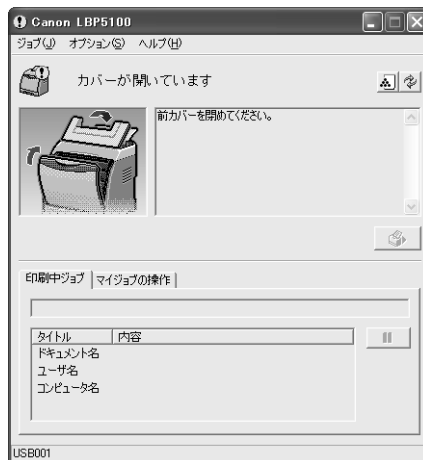 Canon LBP5100
ジョブ(J) オプション(S) ヘルプ(H)
カバーが開いています
前カバーを閉めてください。
印刷中ジョブ マイジョブの操作
タイトル 内容
ドキュメント名
ユーザ名
コンピュータ名
USB001